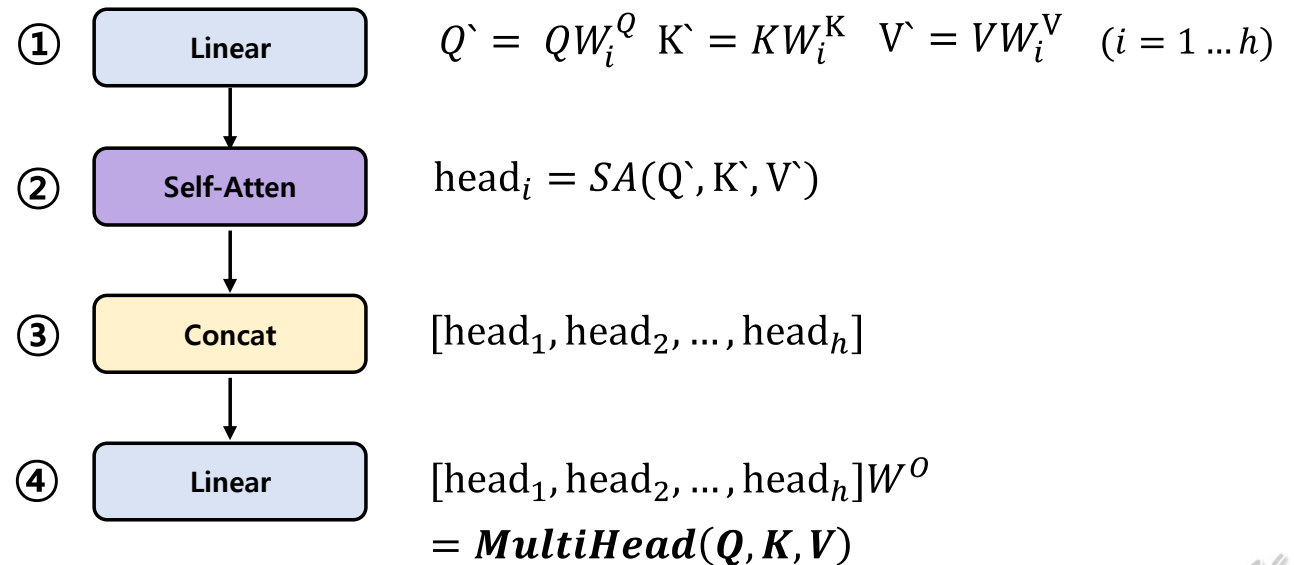 ① Linear Q` = QW_i^Q K` = KW_i^K V` = VW_i^V (i = 1 … h)
② Self-Atten head_i = SA(Q`, K`, V`)
③ Concat [head_1, head_2, … , head_h]
④ Linear [head_1, head_2, … , head_h]W^O
= MultiHead(Q, K, V)